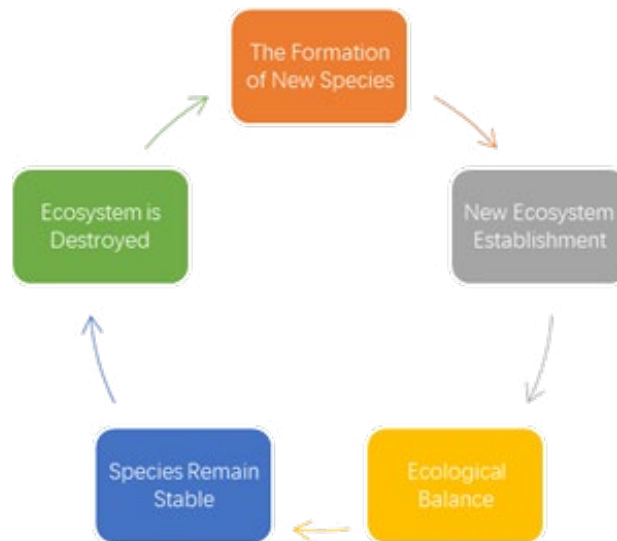 The Formation
of New Species
New Ecosystem
Establishment
Ecological
Balance
Species Remain
Stable
Ecosystem is
Destroyed